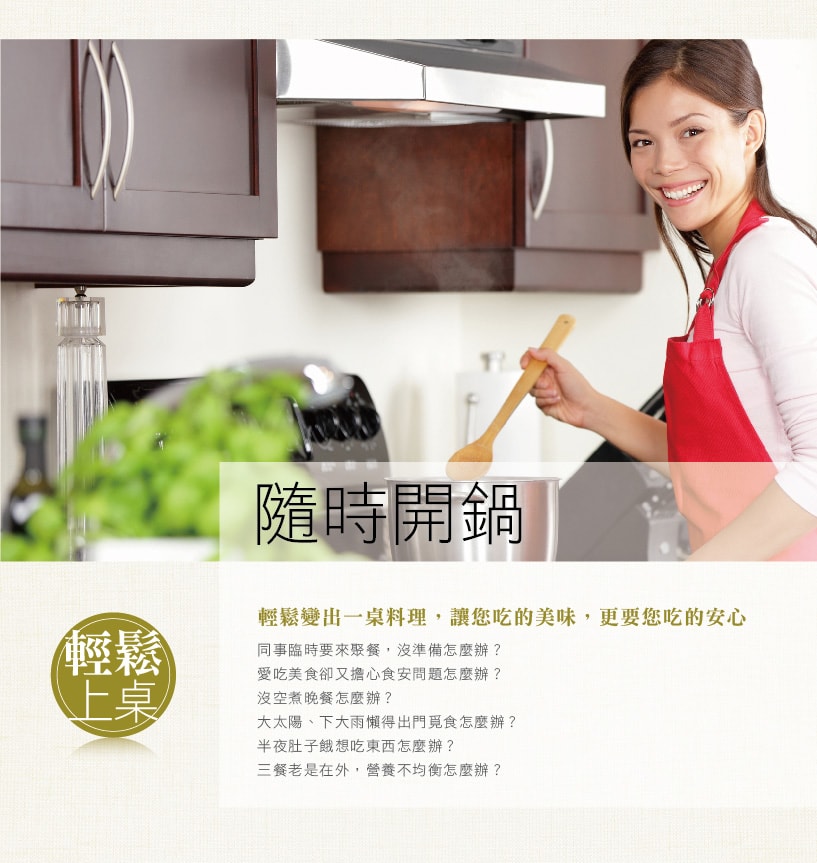 隨時開鍋
輕鬆變出一桌料理，讓您吃的美味，更要您吃的安心
輕鬆
上桌
同事臨時要來聚餐，沒準備怎麼辦？
愛吃美食卻又擔心食安問題怎麼辦？
沒空煮晚餐怎麼辦？
大太陽、下大雨懶得出門覓食怎麼辦？
半夜肚子餓想吃東西怎麼辦？
三餐老是在外，營養不均衡怎麼辦？